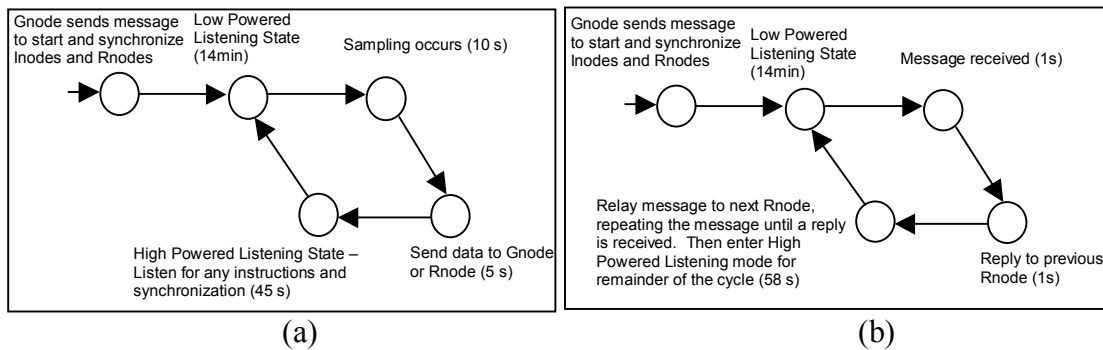 Gnode sends message
to start and synchronize
Inodes and Rnodes
Low Powered
Listening State
(14min)
Sampling occurs (10 s)
High Powered Listening State –
Listen for any instructions and
synchronization (45 s)
Send data to Gnode
or Rnode (5 s)
(a)
Gnode sends message
to start and synchronize
Inodes and Rnodes
Low Powered
Listening State
(14min)
Message received (1s)
Relay message to next Rnode,
repeating the message until a reply
is received. Then enter High
Powered Listening mode for
remainder of the cycle (58 s)
Reply to previous
Rnode (1s)
(b)